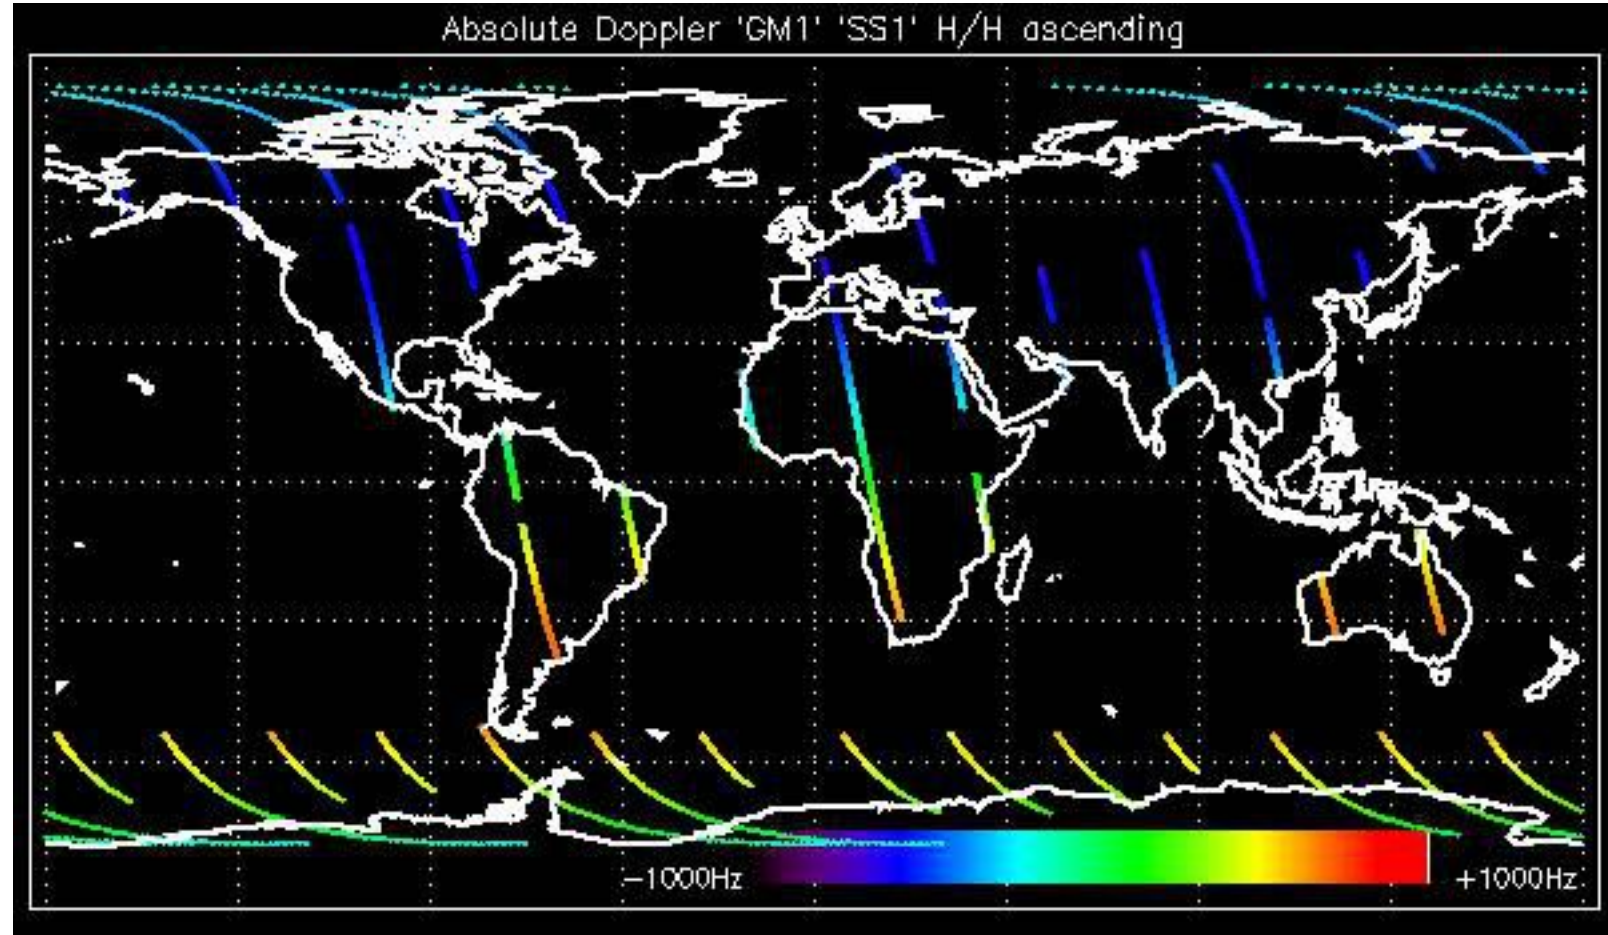 Absolute Doppler 'GM1' 'SS1' H/H ascending
−1000Hz
+1000Hz